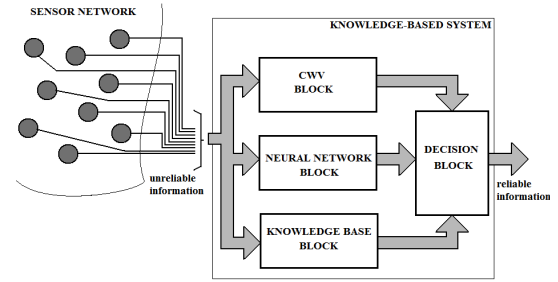 SENSOR NETWORK
KNOWLEDGE-BASED SYSTEM
CWV
BLOCK
NEURAL NETWORK
BLOCK
DECISION
BLOCK
unreliable
information
reliable
information
KNOWLEDGE BASE
BLOCK